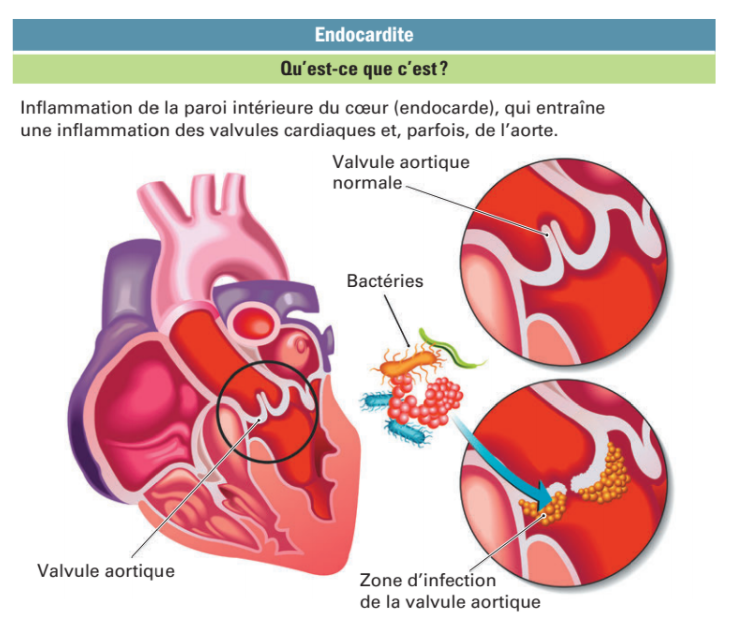 Endocardite
Qu'est-ce que c'est ?
Inflammation de la paroi intérieure du cœur (endocarde), qui entraîne
une inflammation des valvules cardiaques et, parfois, de l'aorte.
Valvule aortique
normale
Bactéries
Valvule aortique
Zone d'infection
de la valvule aortique